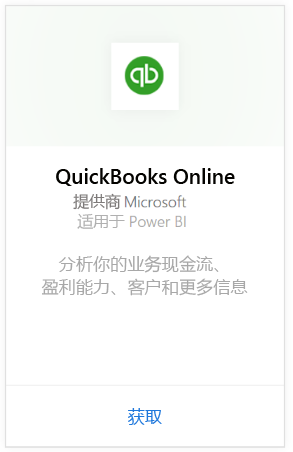 qb
QuickBooks Online
提供商 Microsoft
适用于 Power BI
分析你的业务现金流、
盈利能力、客户和更多信息
获取